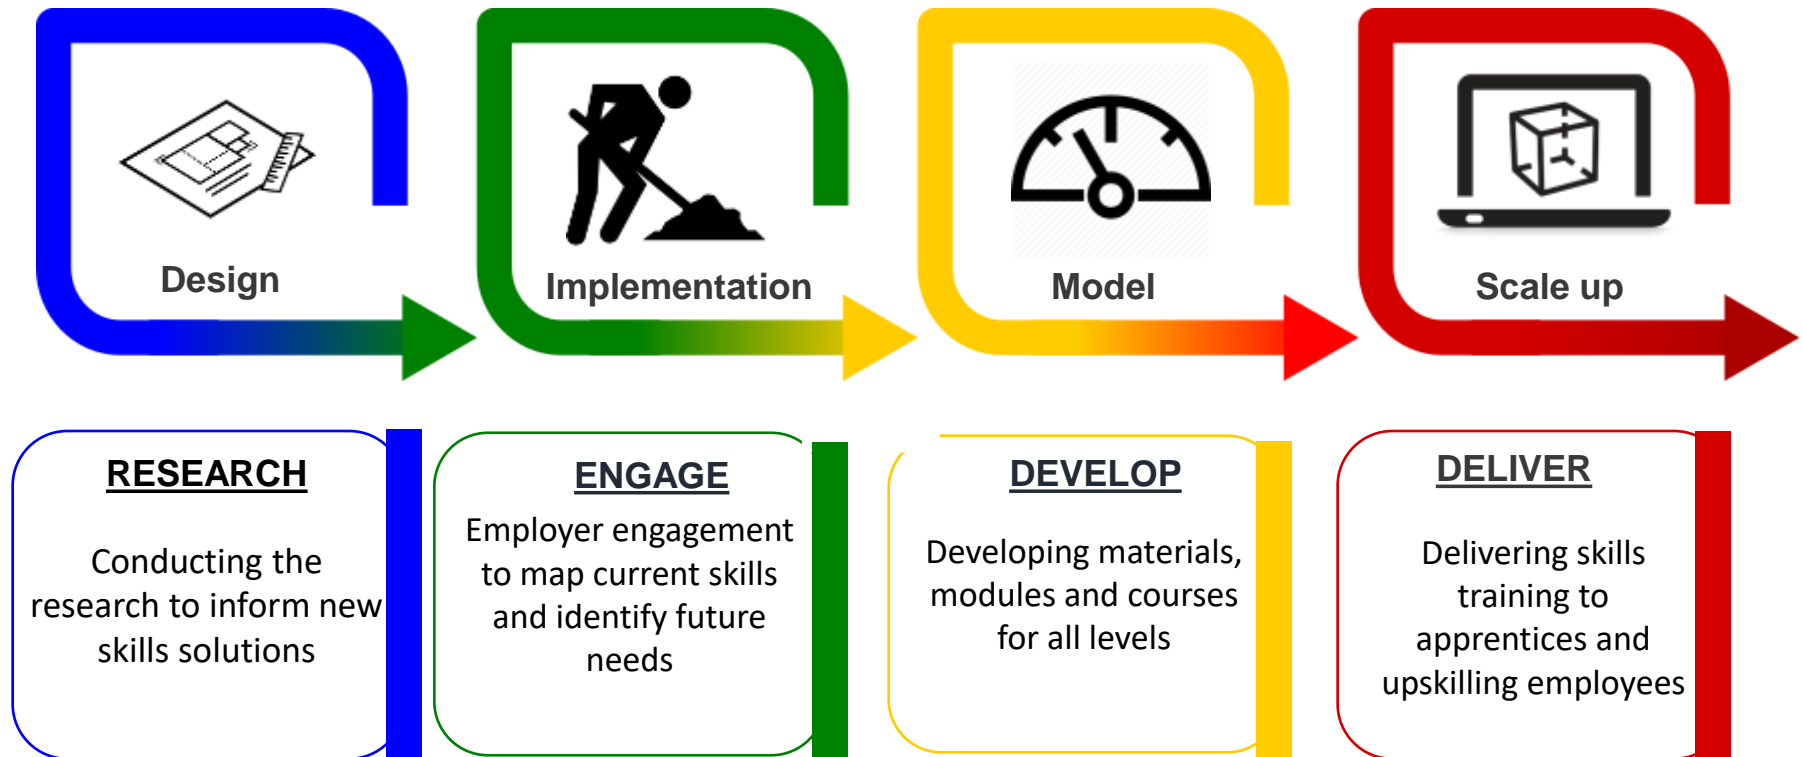 Design
Implementation
Model
Scale up
RESEARCH
Conducting the
research to inform new
skills solutions
ENGAGE
Employer engagement
to map current skills
and identify future
needs
DEVELOP
Developing materials,
modules and courses
for all levels
DELIVER
Delivering skills
training to
apprentices and
upskilling employees